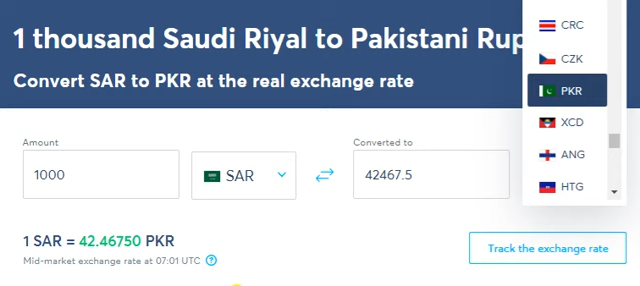 1 thousand Saudi Riyal to Pakistani Rup
Convert SAR to PKR at the real exchange rate
CRC
CZK
PKR
XCD
ANG
HTG
Amount
Converted to
1000
SAR
42467.5
1 SAR = 42.46750 PKR
Mid-market exchange rate at 07:01 UTC ?
Track the exchange rate